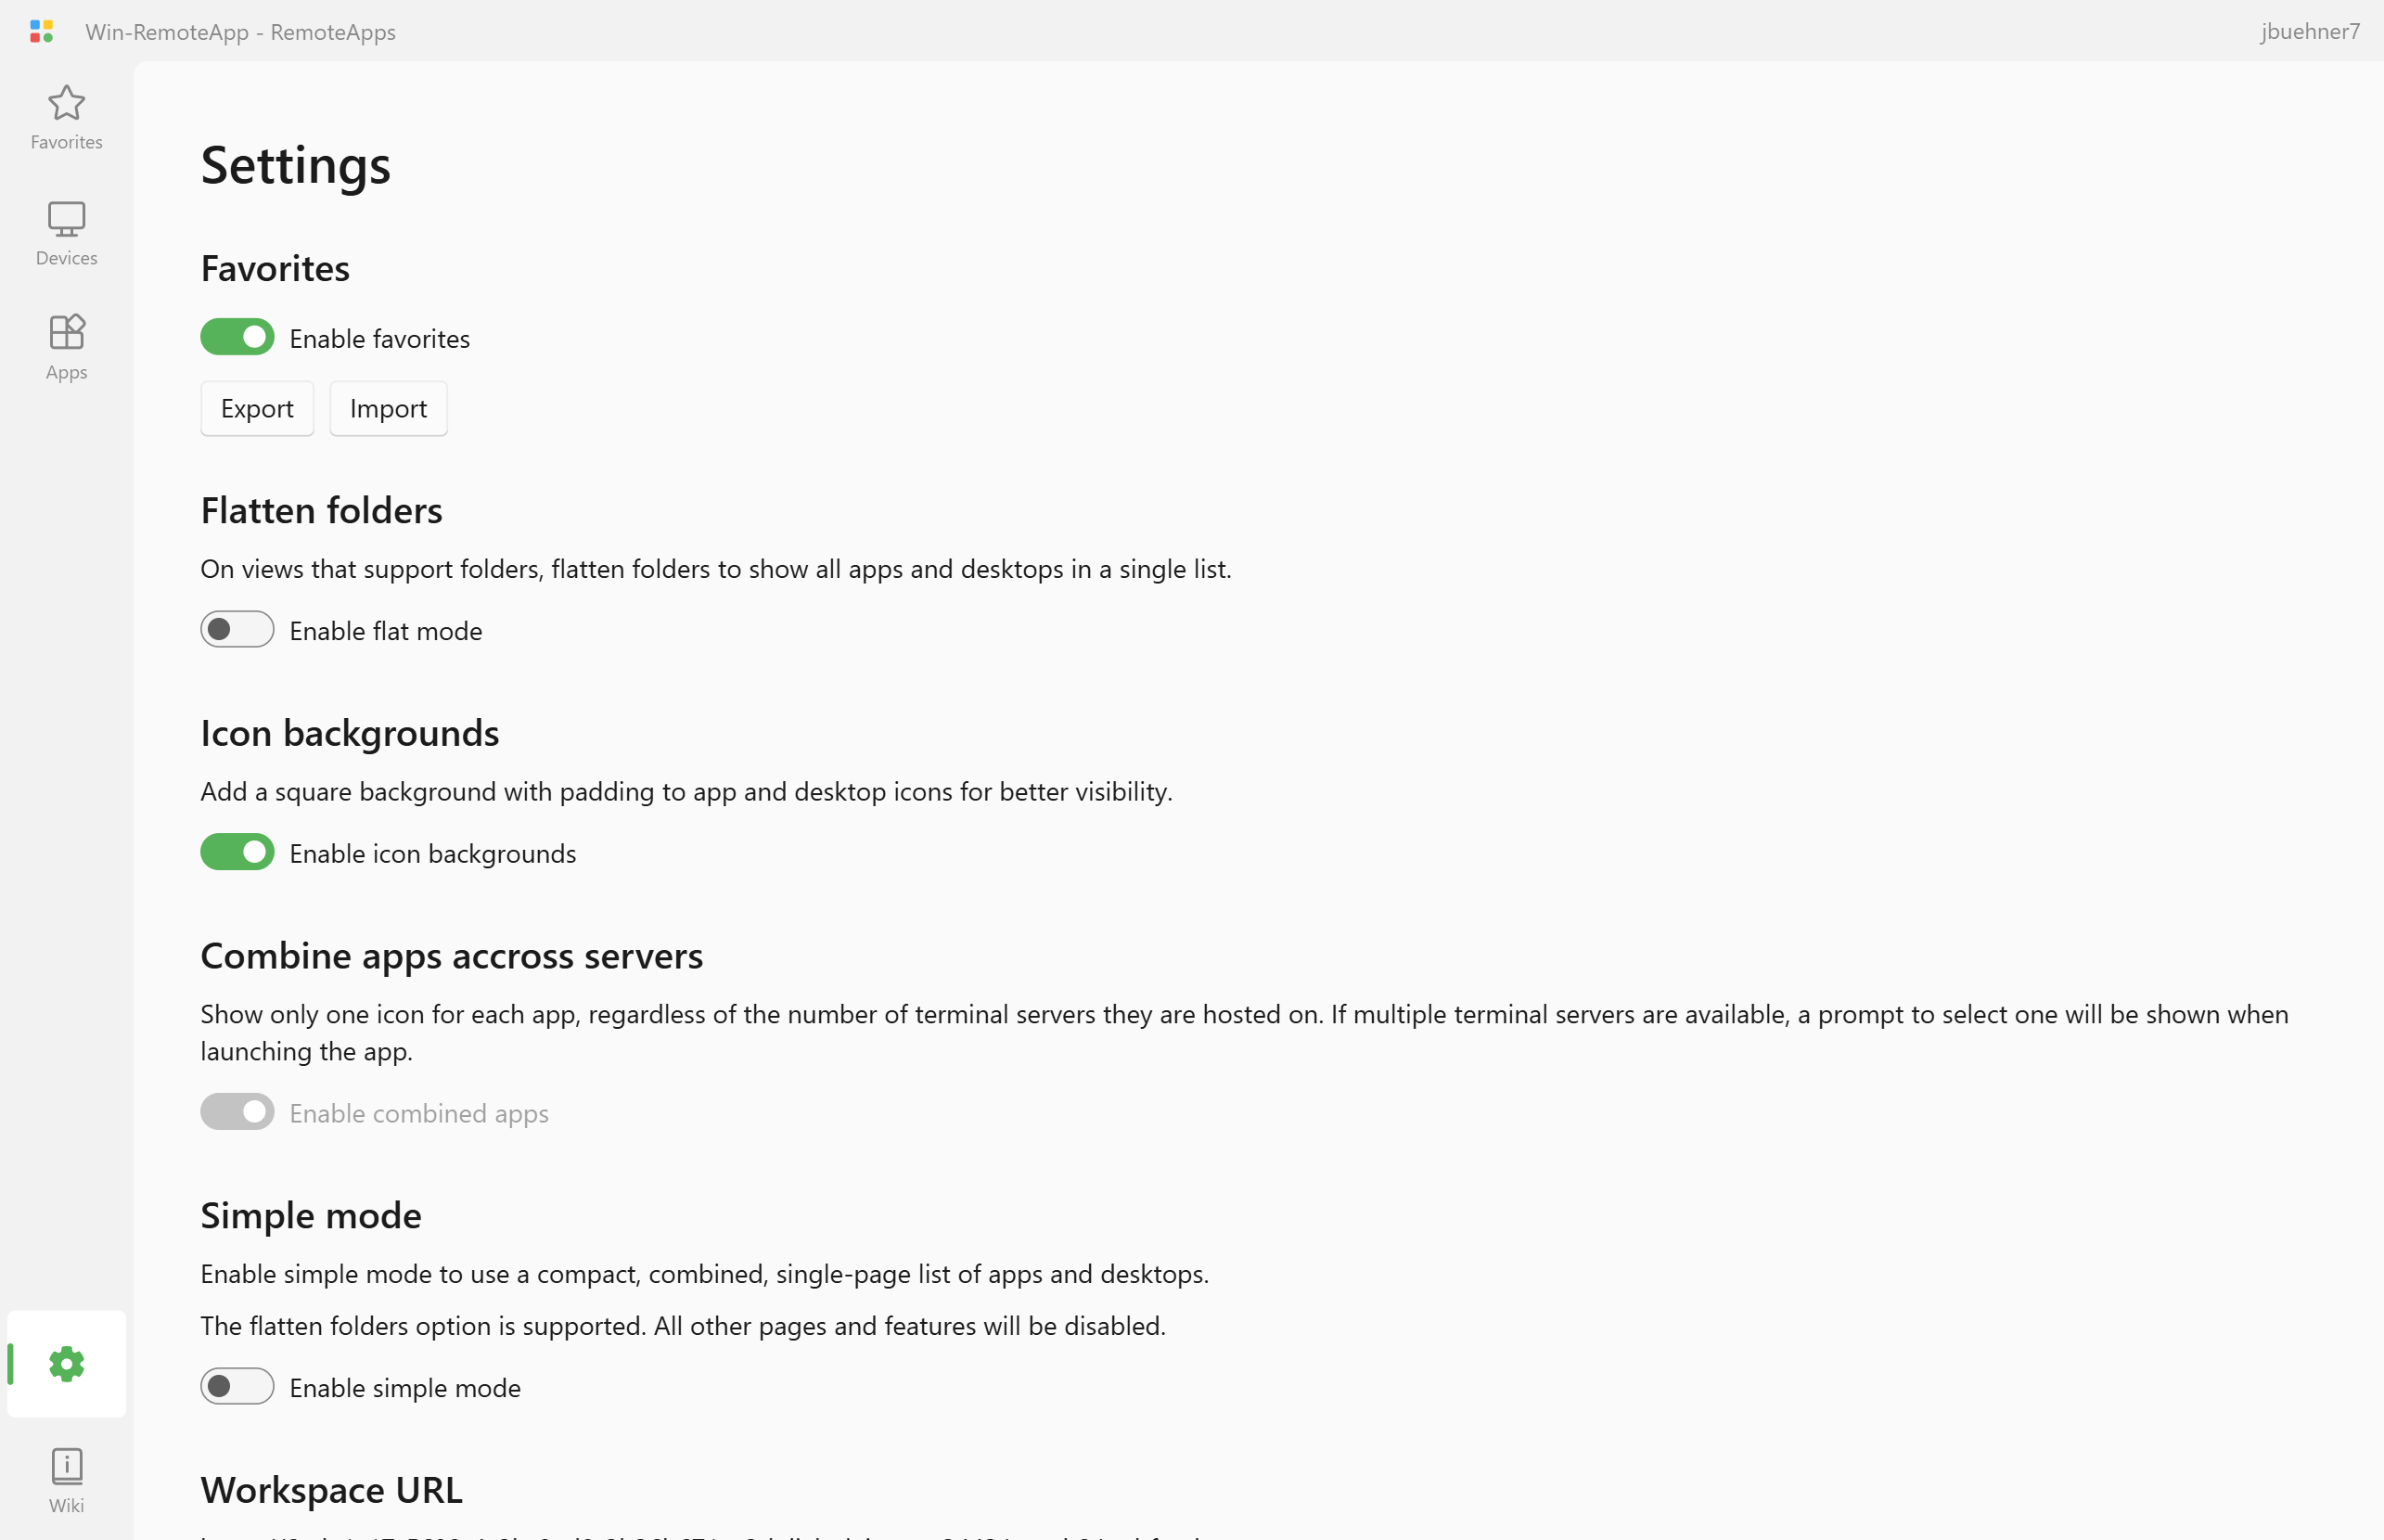 Win-RemoteApp - RemoteApps
jbuehner7
Favorites
Devices
Apps
Wiki
Settings
Favorites
Enable favorites
Export
Import
Flatten folders
On views that support folders, flatten folders to show all apps and desktops in a single list.
Enable flat mode
Icon backgrounds
Add a square background with padding to app and desktop icons for better visibility.
Enable icon backgrounds
Combine apps accross servers
Show only one icon for each app, regardless of the number of terminal servers they are hosted on. If multiple terminal servers are available, a prompt to select one will be shown when
launching the app.
Enable combined apps
Simple mode
Enable simple mode to use a compact, combined, single-page list of apps and desktops.
The flatten folders option is supported. All other pages and features will be disabled.
Enable simple mode
Workspace URL